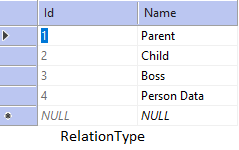 Id Name
1 Parent
2 Child
3 Boss
4 Person Data
NULL NULL
RelationType